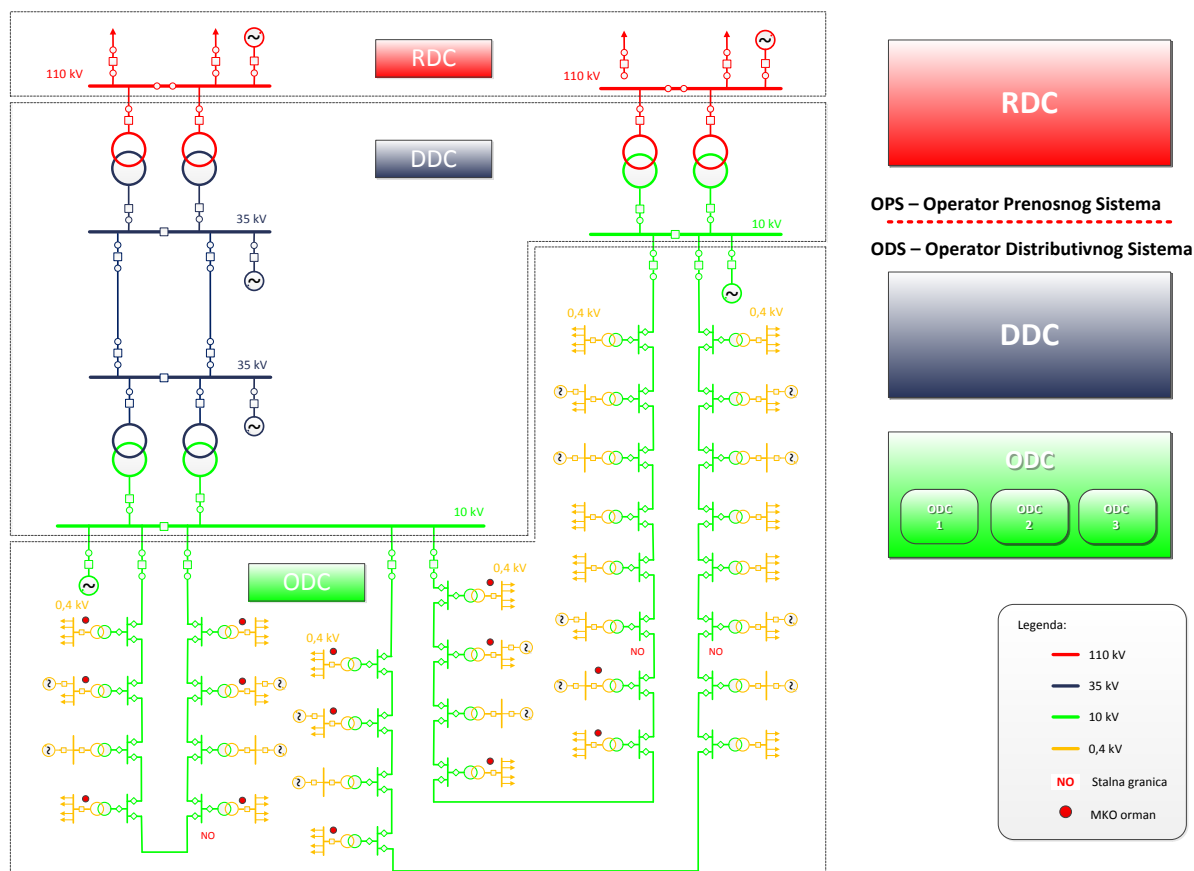 110 kV
RDC
110 kV
DDC
35 kV
10 kV
35 kV
0,4 kV
0,4 kV
10 kV
ODC
0,4 kV
0,4 kV
0,4 kV
NO
NO
NO
RDC
OPS – Operator Prenosnog Sistema
ODS – Operator Distributivnog Sistema
DDC
ODC
ODC
1
ODC
2
ODC
3
Legenda:
110 kV
35 kV
10 kV
0,4 kV
NO Stalna granica
MKO orman